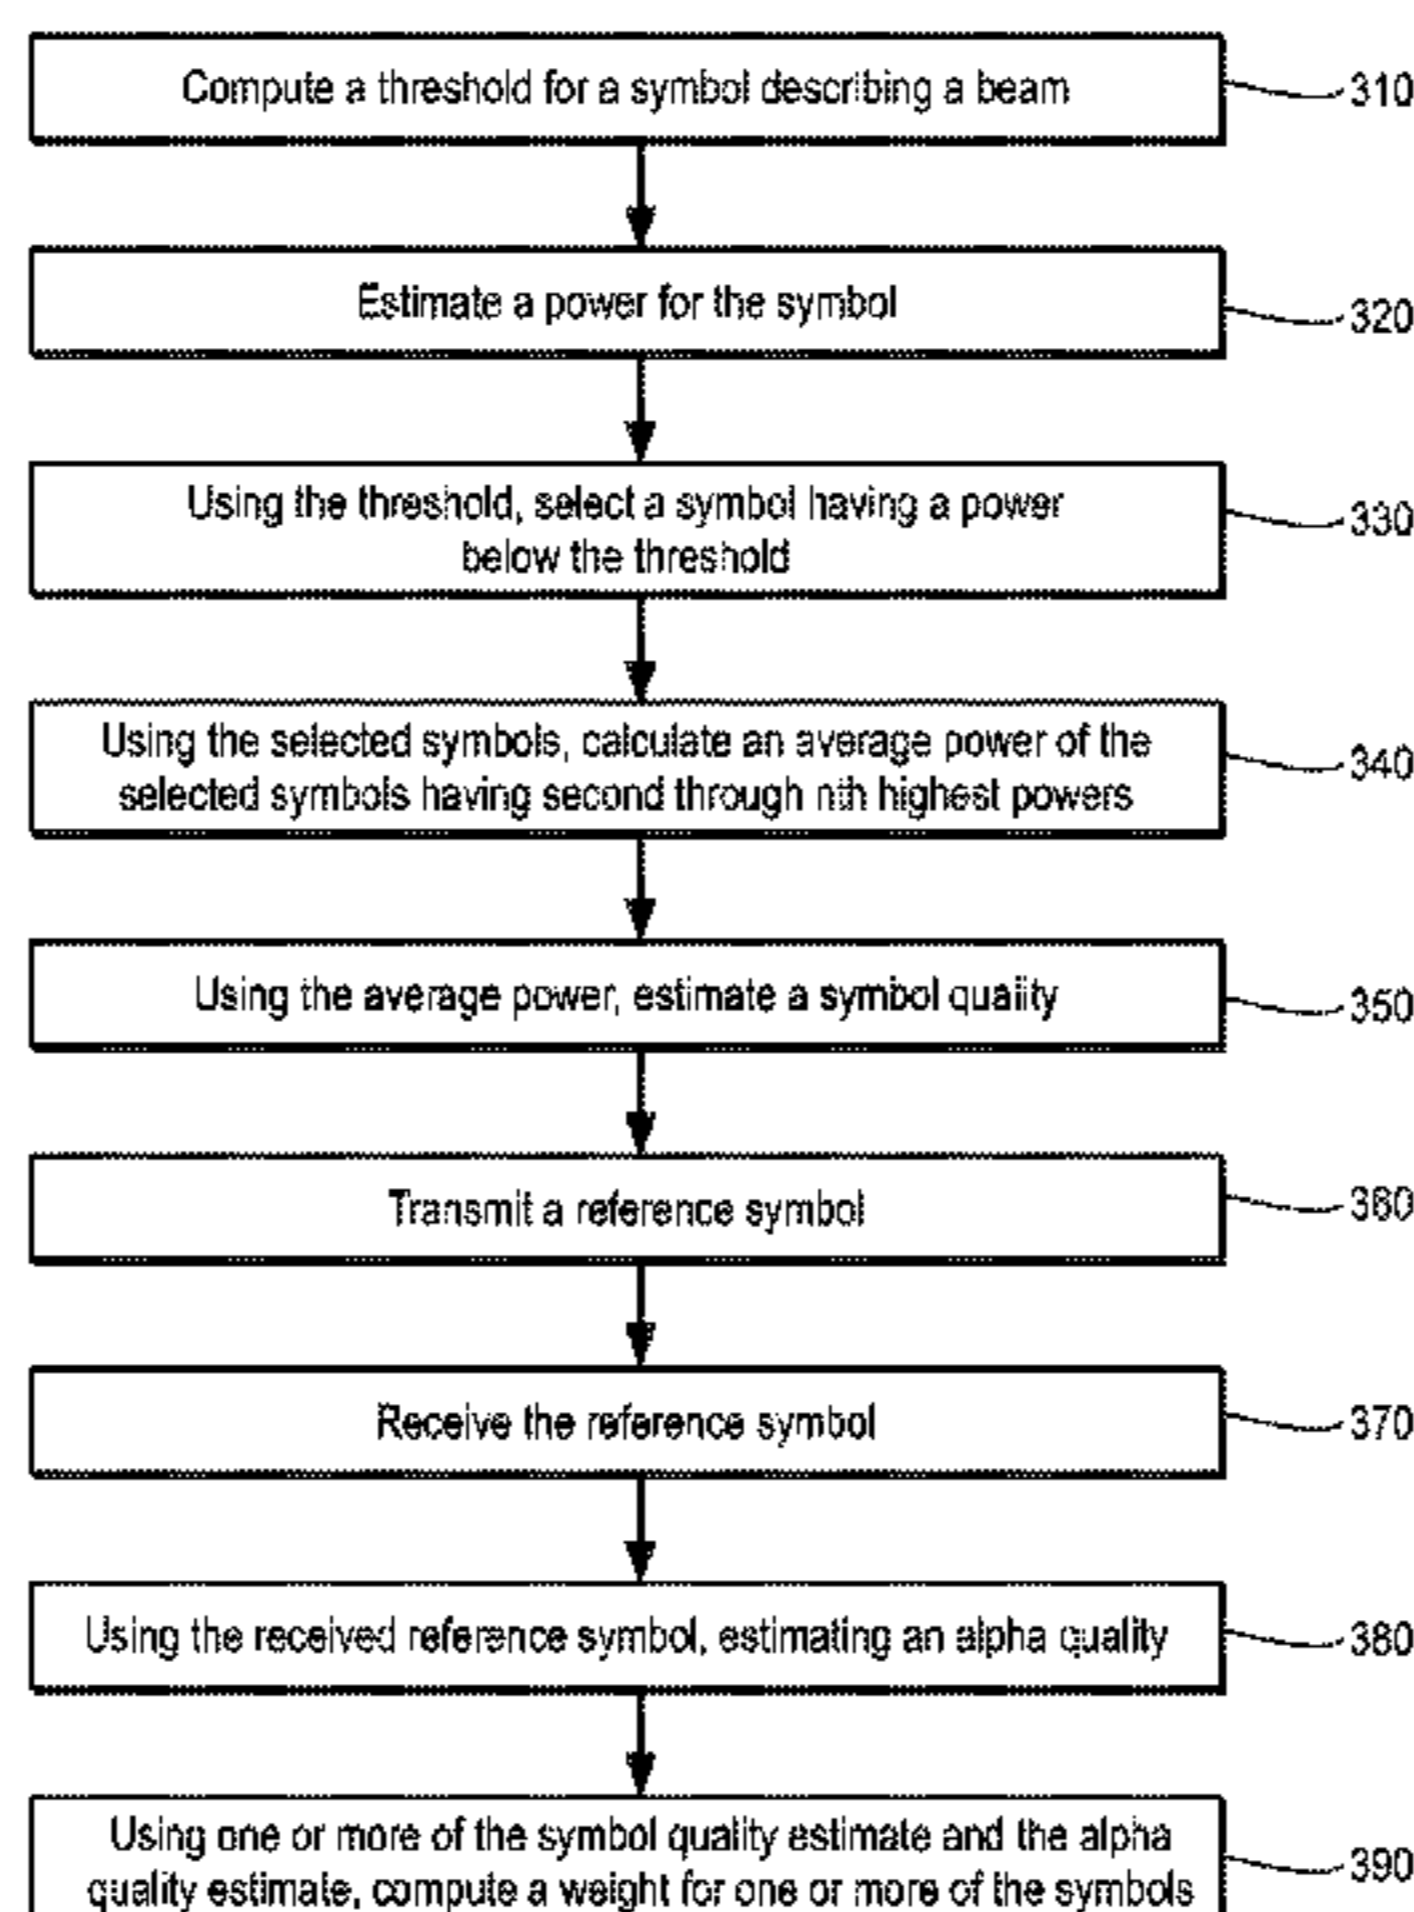 Compute a threshold for a symbol describing a beam
310
Estimate a power for the symbol
320
Using the threshold, select a symbol having a power
below the threshold
330
Using the selected symbols, calculate an average power of the
selected symbols having second through nth highest powers
340
Using the average power, estimate a symbol quality
350
Transmit a reference symbol
360
Receive the reference symbol
370
Using the received reference symbol, estimating an alpha quality
380
Using one or more of the symbol quality estimate and the alpha
quality estimate, compute a weight for one or more of the symbols
390